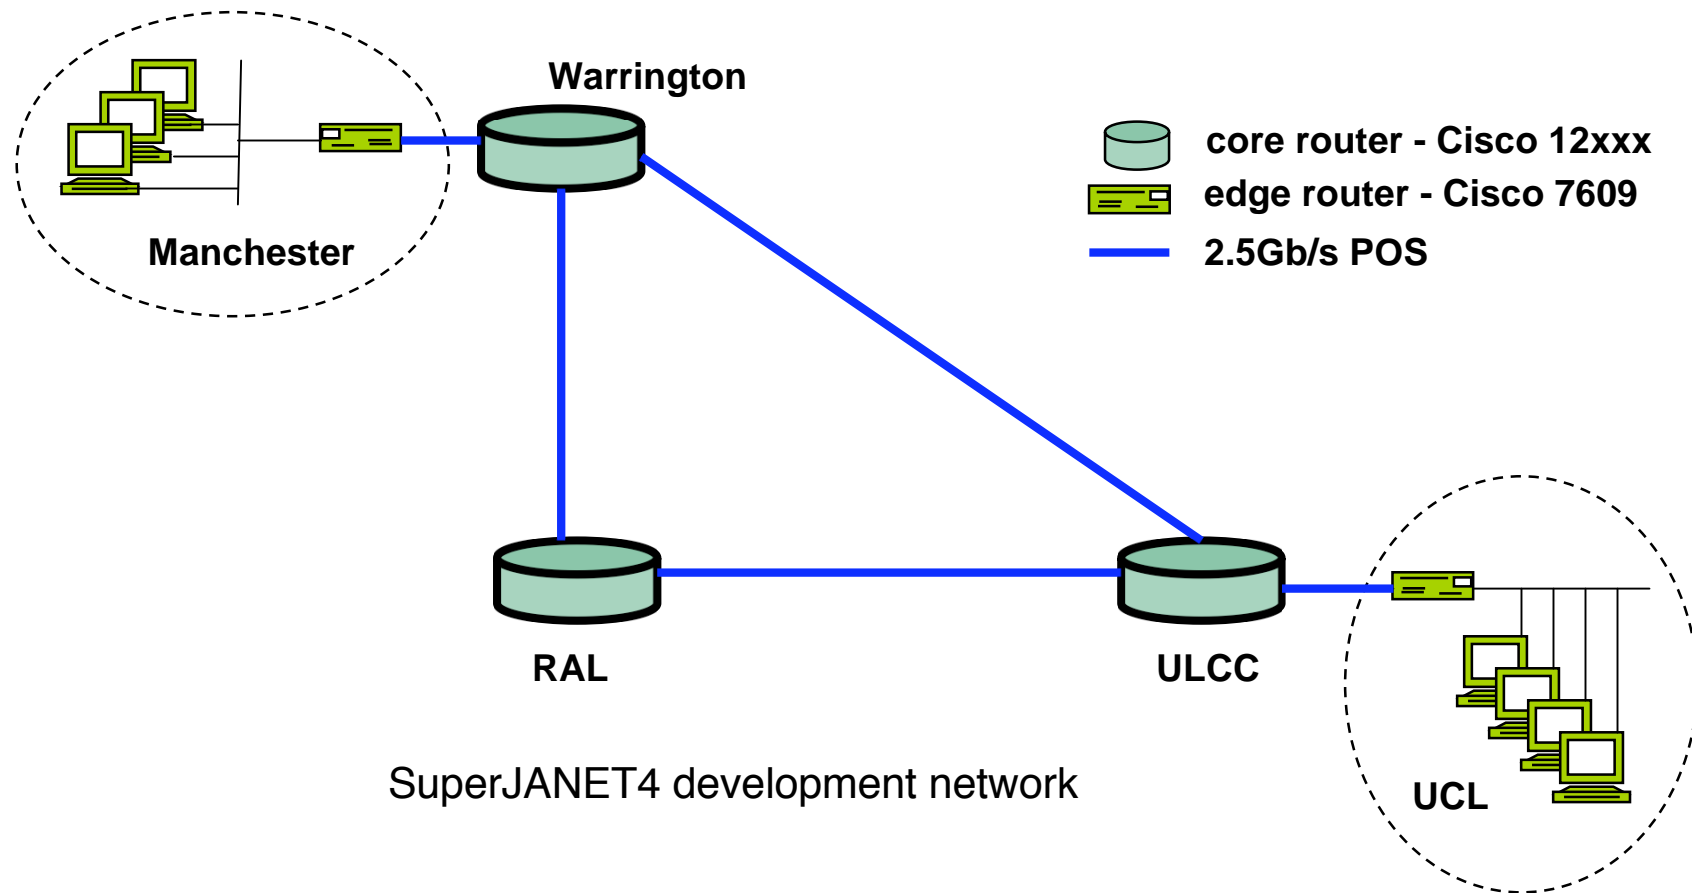 Warrington
core router - Cisco 12xxx
edge router - Cisco 7609
2.5Gb/s POS
Manchester
RAL
ULCC
SuperJANET4 development network
UCL